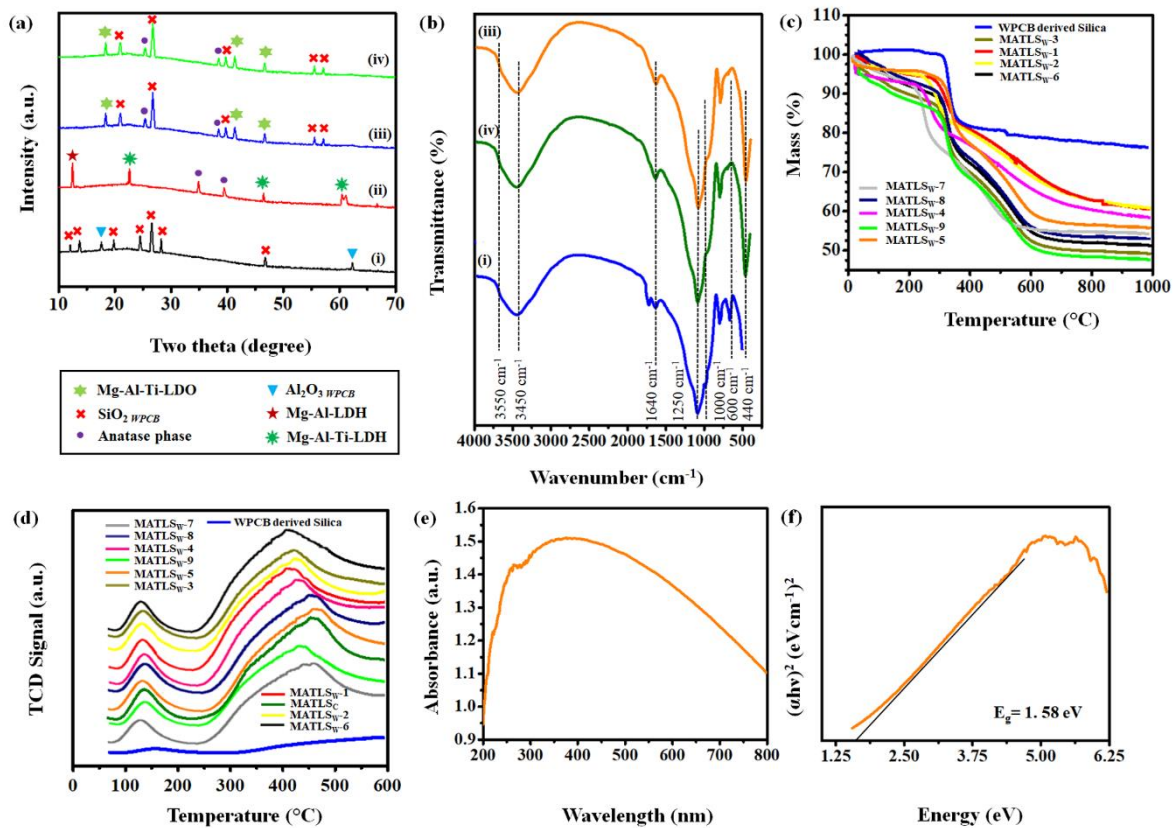 (a)
(iv)
(iii)
(ii)
(i)
Intensity (a.u.)
10 20 30 40 50 60 70
Two theta (degree)
Mg-Al-Ti-LDO
SiO₂ WPCB
Anatase phase
Al₂O₃ WPCB
Mg-Al-LDH
Mg-Al-Ti-LDH
(b)
(iii)
(iv)
(i)
Transmittance (%)
3550 cm⁻¹
3450 cm⁻¹
1640 cm⁻¹
1250 cm⁻¹
1000 cm⁻¹
600 cm⁻¹
440 cm⁻¹
4000 3500 3000 2500 2000 1500 1000 500
Wavenumber (cm⁻¹)
(c)
110
100
90
80
70
60
50
Mass (%)
WPCB derived Silica
MATLSW-3
MATLSW-1
MATLSW-2
MATLSW-6
MATLSW-7
MATLSW-8
MATLSW-4
MATLSW-9
MATLSW-5
0 200 400 600 800 1000
Temperature (°C)
(d)
MATLSW-7
MATLSW-8
MATLSW-4
MATLSW-9
MATLSW-5
MATLSW-3
WPCB derived Silica
MATLSW-1
MATLSC
MATLSW-2
MATLSW-6
TCD Signal (a.u.)
0 100 200 300 400 500 600
Temperature (°C)
(e)
1.6
1.5
1.4
1.3
1.2
1.1
1.0
0.9
Absorbance (a.u.)
200 300 400 500 600 700 800
Wavelength (nm)
(f)
(αhν)² (eVcm⁻¹)²
Eg= 1. 58 eV
1.25 2.50 3.75 5.00 6.25
Energy (eV)